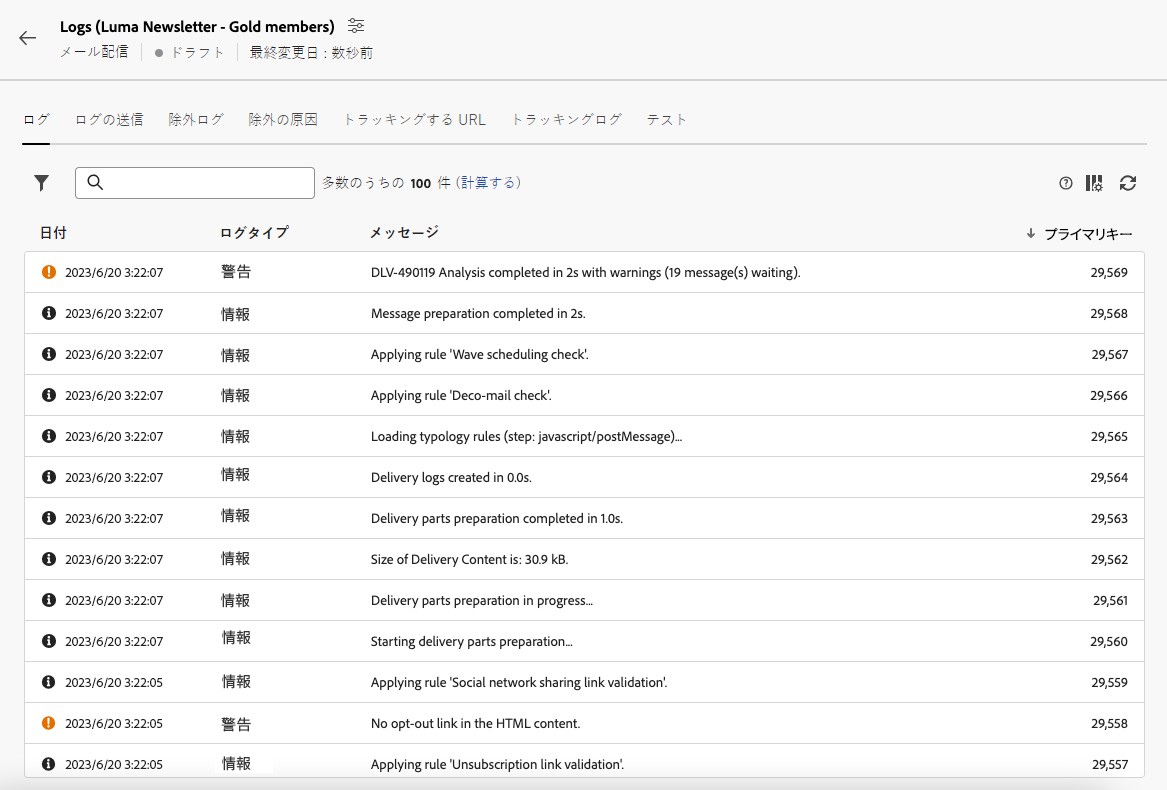 Logs (Luma Newsletter - Gold members)
メール配信 ドラフト 最終変更日 : 数秒前
ログ ログの送信 除外ログ 除外の原因 トラッキングする URL トラッキングログ テスト
多数のうちの 100 件 (計算する)
日付 ログタイプ メッセージ プライマリキー
2023/6/20 3:22:07 警告 DLV-490119 Analysis completed in 2s with warnings (19 message(s) waiting). 29,569
2023/6/20 3:22:07 情報 Message preparation completed in 2s. 29,568
2023/6/20 3:22:07 情報 Applying rule 'Wave scheduling check'. 29,567
2023/6/20 3:22:07 情報 Applying rule 'Deco-mail check'. 29,566
2023/6/20 3:22:07 情報 Loading typology rules (step: javascript/postMessage)... 29,565
2023/6/20 3:22:07 情報 Delivery logs created in 0.0s. 29,564
2023/6/20 3:22:07 情報 Delivery parts preparation completed in 1.0s. 29,563
2023/6/20 3:22:07 情報 Size of Delivery Content is: 30.9 kB. 29,562
2023/6/20 3:22:07 情報 Delivery parts preparation in progress... 29,561
2023/6/20 3:22:07 情報 Starting delivery parts preparation... 29,560
2023/6/20 3:22:05 情報 Applying rule 'Social network sharing link validation'. 29,559
2023/6/20 3:22:05 警告 No opt-out link in the HTML content. 29,558
2023/6/20 3:22:05 情報 Applying rule 'Unsubscription link validation'. 29,557